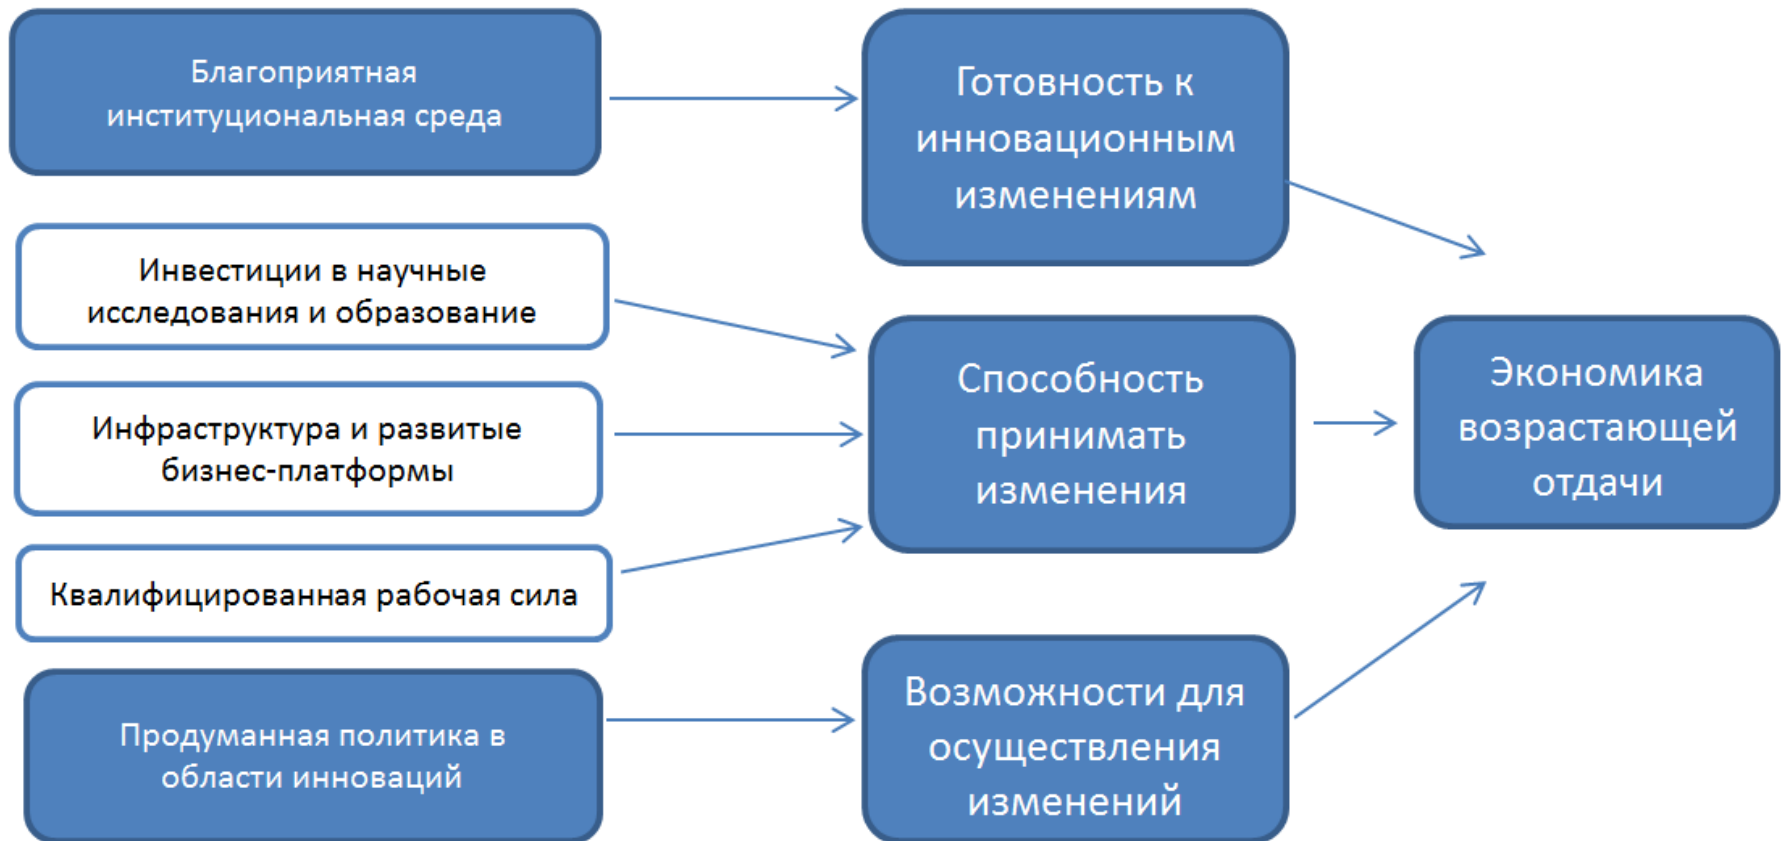 Благоприятная
институциональная среда
Инвестиции в научные
исследования и образование
Инфраструктура и развитые
бизнес-платформы
Квалифицированная рабочая сила
Продуманная политика в
области инноваций
Готовность к
инновационным
изменениям
Способность
принимать
изменения
Возможности для
осуществления
изменений
Экономика
возрастающей
отдачи